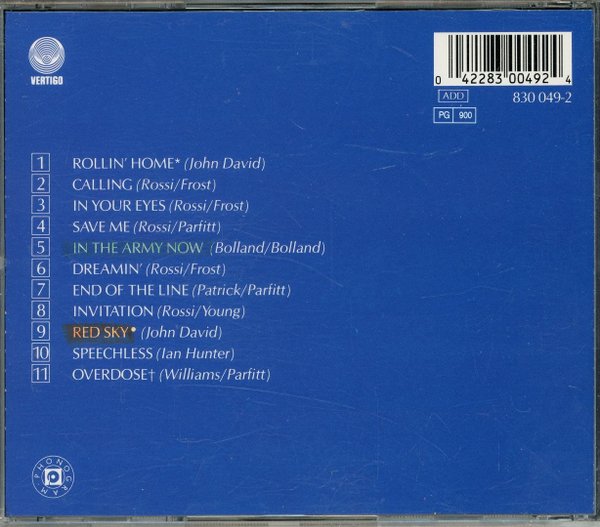 VERTIGO
0 42283 00492 4
ADD 830 049-2
PG 900
1 ROLLIN' HOME* (John David)
2 CALLING (Rossi/Frost)
3 IN YOUR EYES (Rossi/Frost)
4 SAVE ME (Rossi/Parfitt)
5 IN THE ARMY NOW (Bolland/Bolland)
6 DREAMIN' (Rossi/Frost)
7 END OF THE LINE (Patrick/Parfitt)
8 INVITATION (Rossi/Young)
9 RED SKY* (John David)
10 SPEECHLESS (Ian Hunter)
11 OVERDOSE† (Williams/Parfitt)
PHONOGRAM